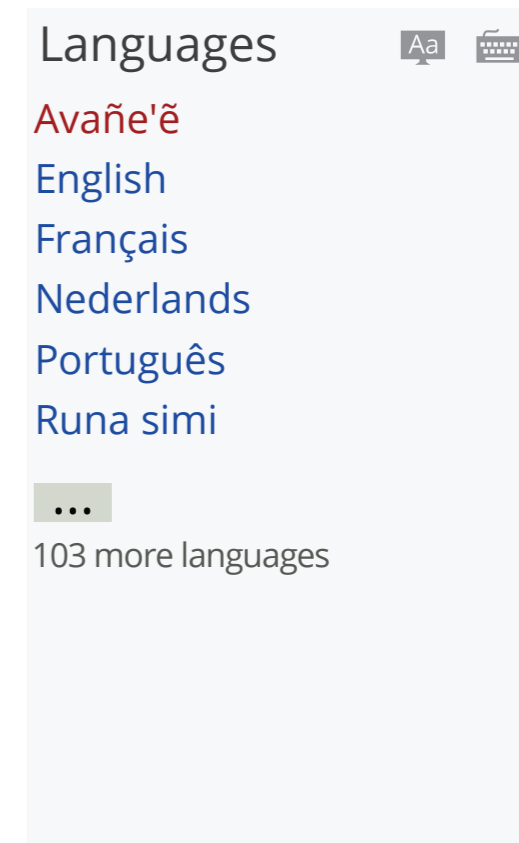 Languages Aa
Avañe'ẽ
English
Français
Nederlands
Português
Runa simi
...
103 more languages